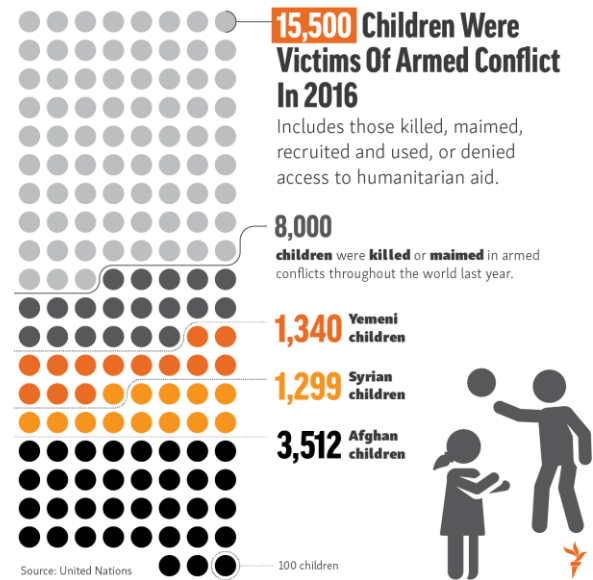 15,500 Children Were
Victims Of Armed Conflict
In 2016
Includes those killed, maimed,
recruited and used, or denied
access to humanitarian aid.
8,000
children were killed or maimed in armed
conflicts throughout the world last year.
1,340 Yemeni
children
1,299 Syrian
children
3,512 Afghan
children
100 children
Source: United Nations